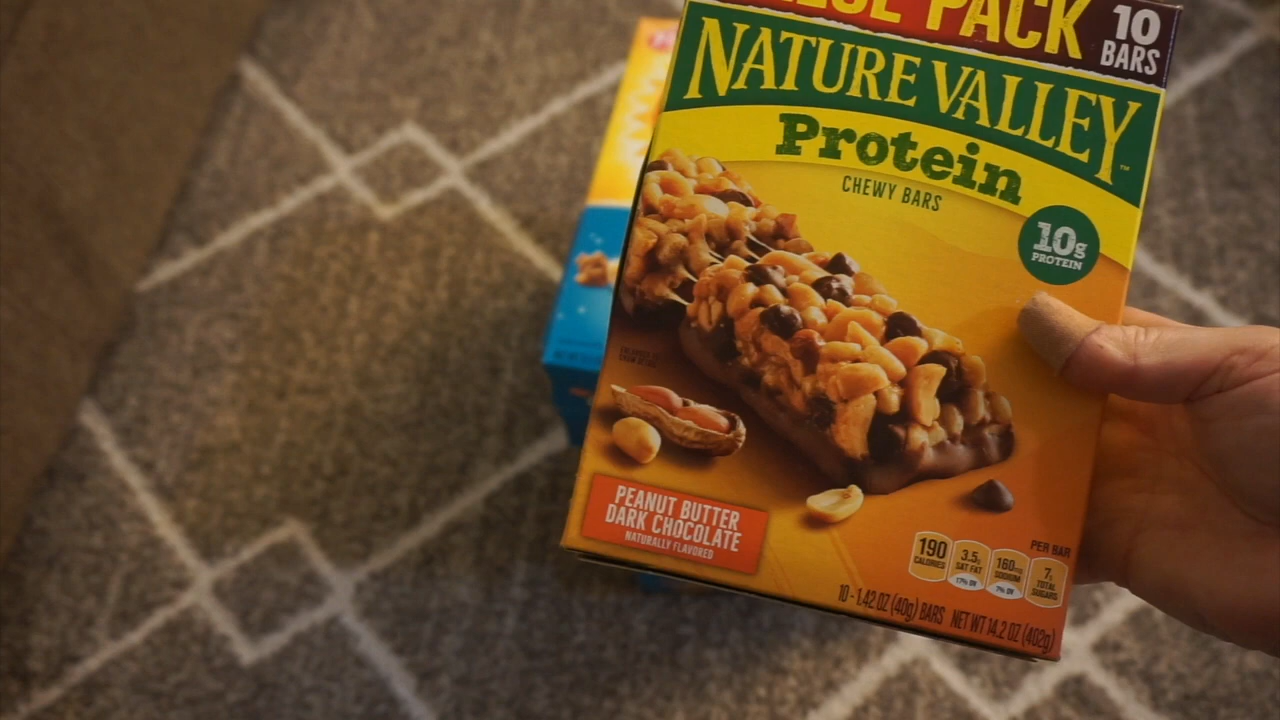 PACK
10
BARS
NATURE VALLEY™
Protein
CHEWY BARS
10g
PROTEIN
PEANUT BUTTER
DARK CHOCOLATE
NATURALLY FLAVORED
PER BAR
190
CALORIES
3.5g
SAT FAT
17% DV
160mg
SODIUM
7% DV
7g
TOTAL
SUGARS
10 - 1.42 OZ (40g) BARS NET WT 14.2 OZ (402g)